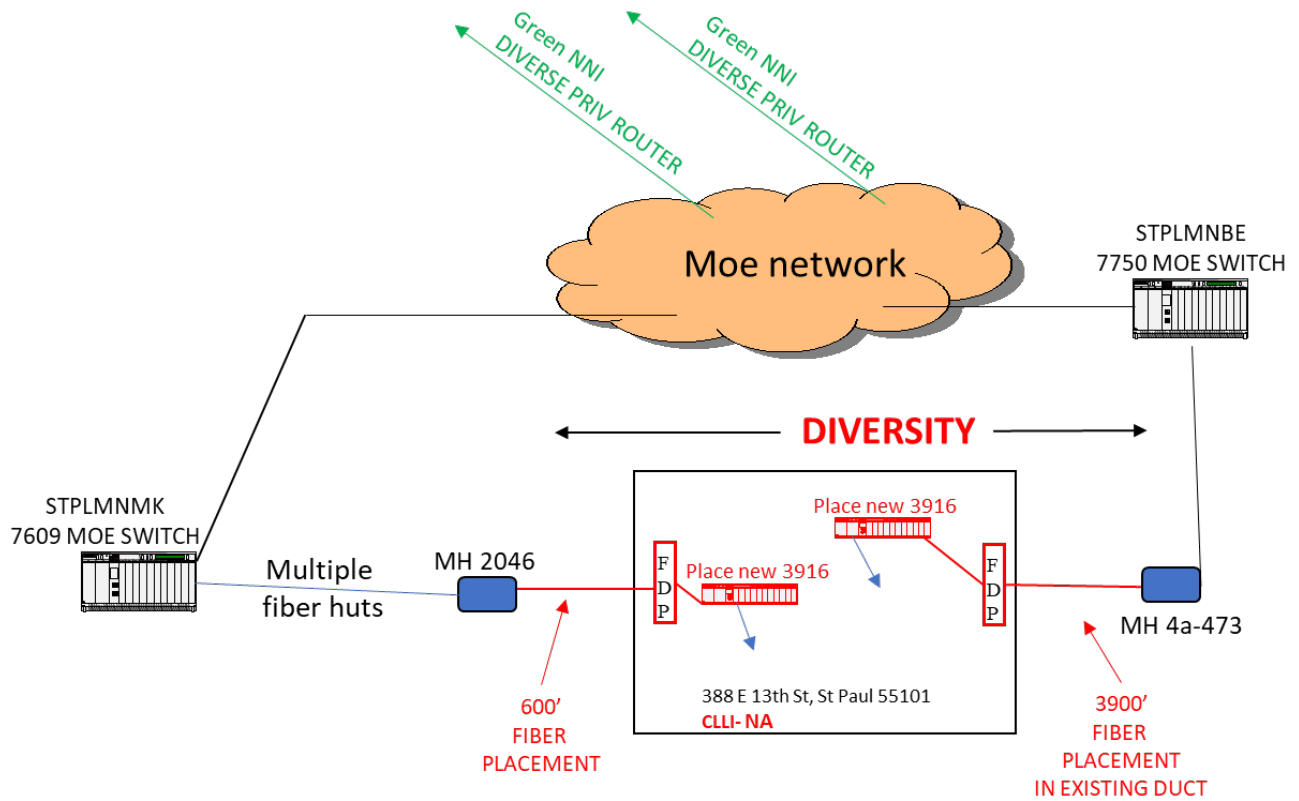 Green NNI
DIVERSE PRIV ROUTER
Green NNI
DIVERSE PRIV ROUTER
Moe network
STPLMNBE
7750 MOE SWITCH
DIVERSITY
STPLMNMK
7609 MOE SWITCH
Multiple
fiber huts
MH 2046
F
D
P
Place new 3916
Place new 3916
F
D
P
MH 4a-473
388 E 13th St, St Paul 55101
CLLI- NA
600’
FIBER
PLACEMENT
3900’
FIBER
PLACEMENT
IN EXISTING DUCT